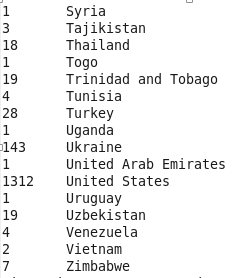 1 Syria
3 Tajikistan
18 Thailand
1 Togo
19 Trinidad and Tobago
4 Tunisia
28 Turkey
1 Uganda
143 Ukraine
1 United Arab Emirates
1312 United States
1 Uruguay
19 Uzbekistan
4 Venezuela
2 Vietnam
7 Zimbabwe